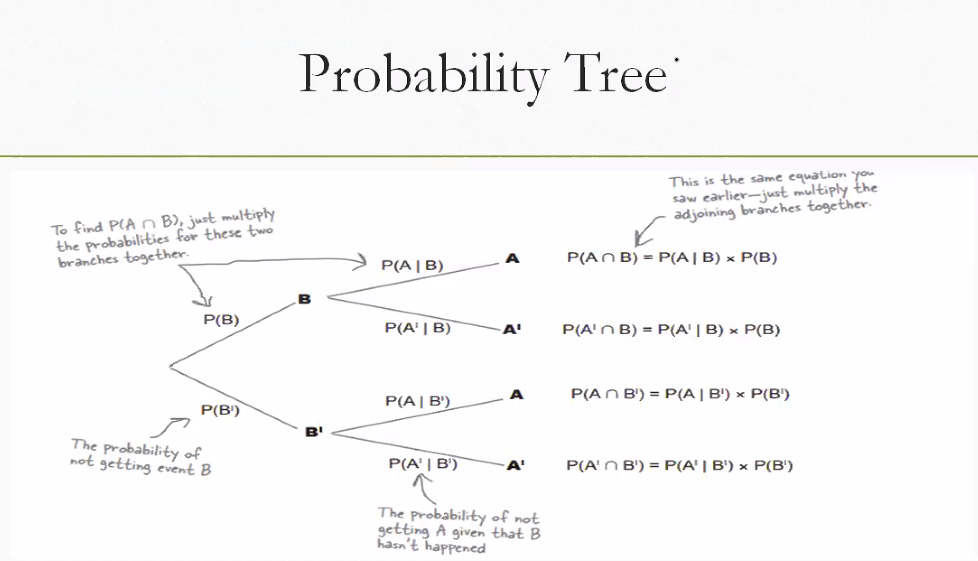 Probability Tree
This is the same equation you
saw earlier—just multiply the
adjoining branches together.
To find P(A ∩ B), just multiply
the probabilities for these two
branches together.
P(A | B)
A
P(A ∩ B) = P(A | B) × P(B)
B
P(B)
P(A' | B)
A'
P(A' ∩ B) = P(A' | B) × P(B)
P(B')
P(A | B')
A
P(A ∩ B') = P(A | B') × P(B')
B'
The probability of
not getting event B
P(A' | B')
A'
P(A' ∩ B') = P(A' | B') × P(B')
The probability of not
getting A given that B
hasn't happened